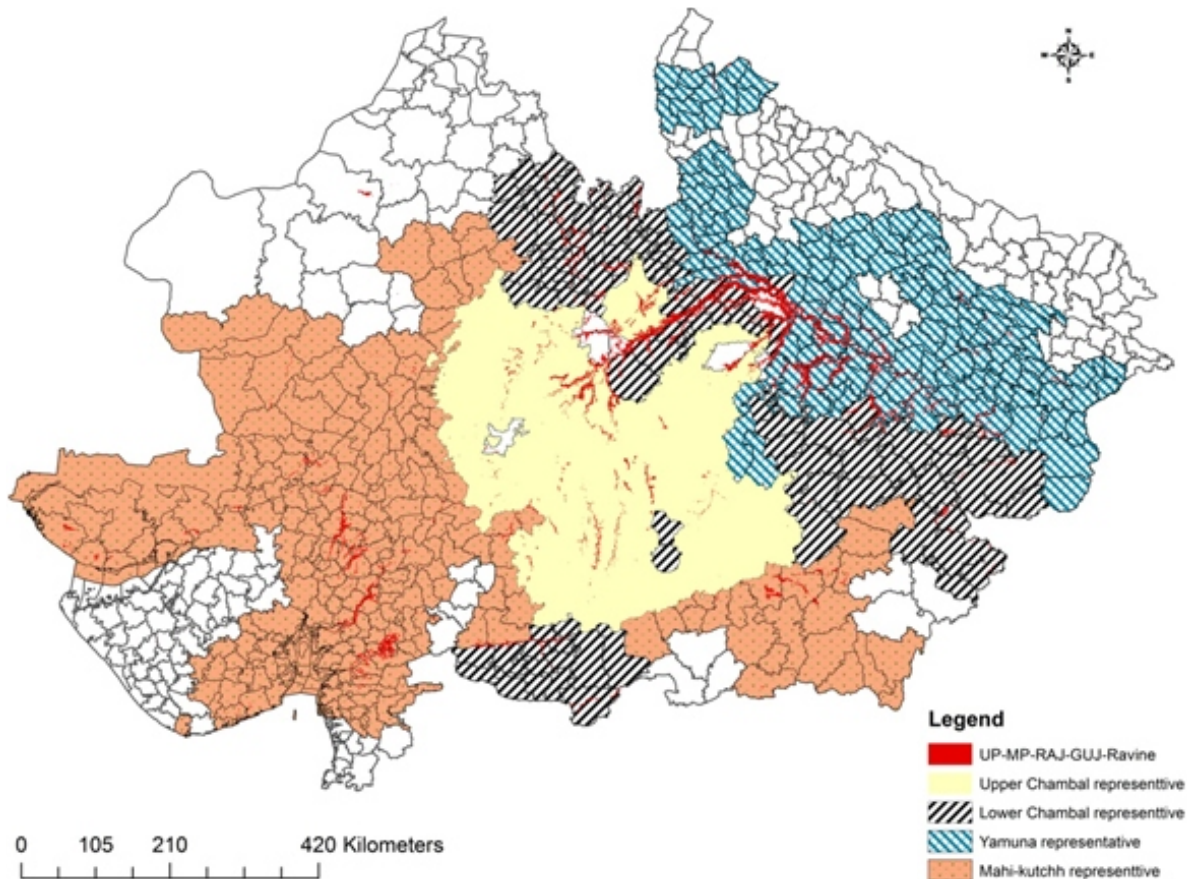 N
W E
S
Legend
UP-MP-RAJ-GUJ-Ravine
Upper Chambal representtive
Lower Chambal representtive
Yamuna representative
Mahi-kutchh representtive
0 105 210 420 Kilometers